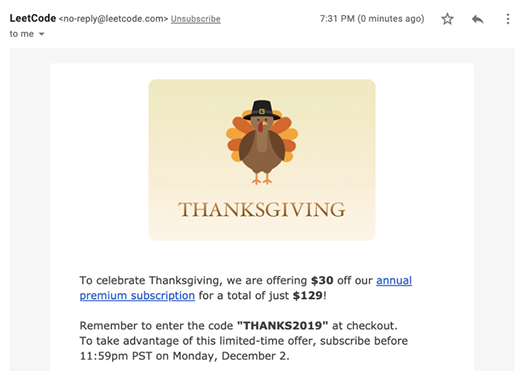 LeetCode <no-reply@leetcode.com> Unsubscribe 7:31 PM (0 minutes ago)
to me
THANKSGIVING
To celebrate Thanksgiving, we are offering $30 off our annual
premium subscription for a total of just $129!
Remember to enter the code "THANKS2019" at checkout.
To take advantage of this limited-time offer, subscribe before
11:59pm PST on Monday, December 2.